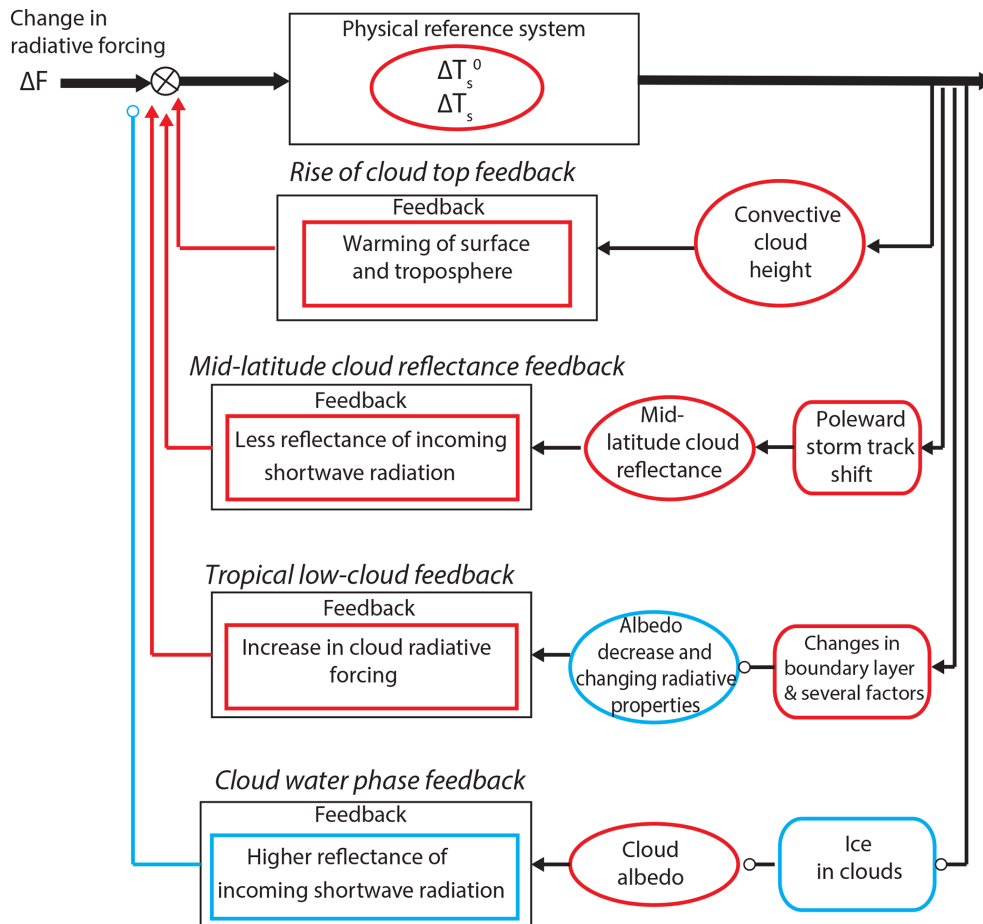 Change in
radiative forcing
ΔF
Physical reference system
ΔTs⁰
ΔTs
Rise of cloud top feedback
Feedback
Warming of surface
and troposphere
Convective
cloud
height
Mid-latitude cloud reflectance feedback
Feedback
Less reflectance of incoming
shortwave radiation
Mid-
latitude cloud
reflectance
Poleward
storm track
shift
Tropical low-cloud feedback
Feedback
Increase in cloud radiative
forcing
Albedo
decrease and
changing radiative
properties
Changes in
boundary layer
& several factors
Cloud water phase feedback
Feedback
Higher reflectance of
incoming shortwave radiation
Cloud
albedo
Ice
in clouds